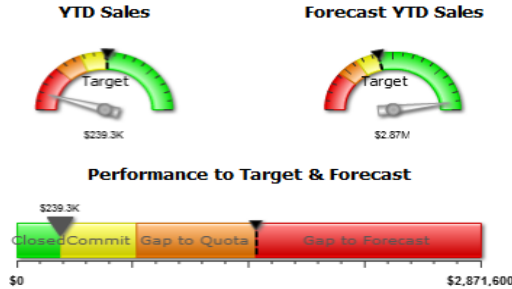 YTD Sales
Forecast YTD Sales
Target
Target
$239.3K
$2.87M
Performance to Target & Forecast
$239.3K
Closed Commit Gap to Quota Gap to Forecast
$0 $2,871,600